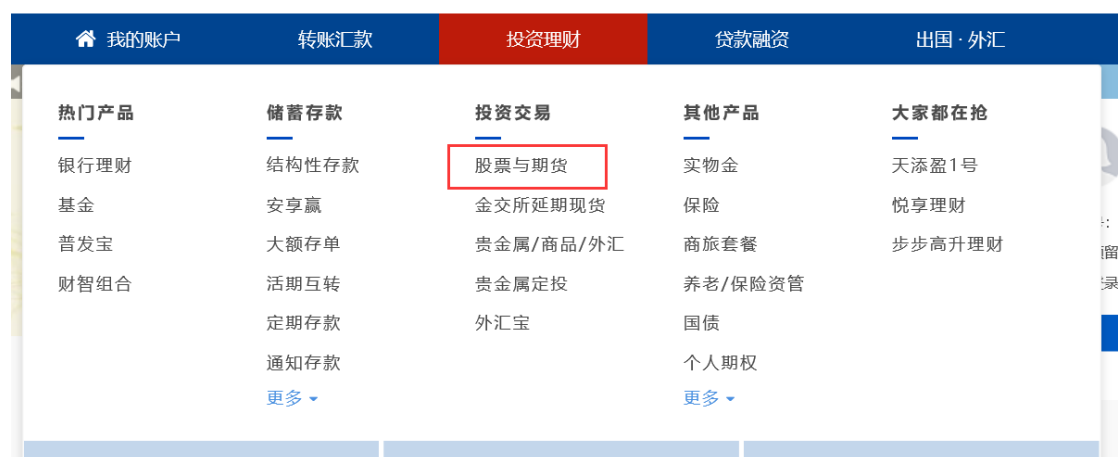 我的账户
转账汇款
投资理财
贷款融资
出国 · 外汇
热门产品
银行理财
基金
普发宝
财智组合
储蓄存款
结构性存款
安享赢
大额存单
活期互转
定期存款
通知存款
更多
投资交易
股票与期货
金交所延期现货
贵金属/商品/外汇
贵金属定投
外汇宝
其他产品
实物金
保险
商旅套餐
养老/保险资管
国债
个人期权
更多
大家都在抢
天添盈1号
悦享理财
步步高升理财